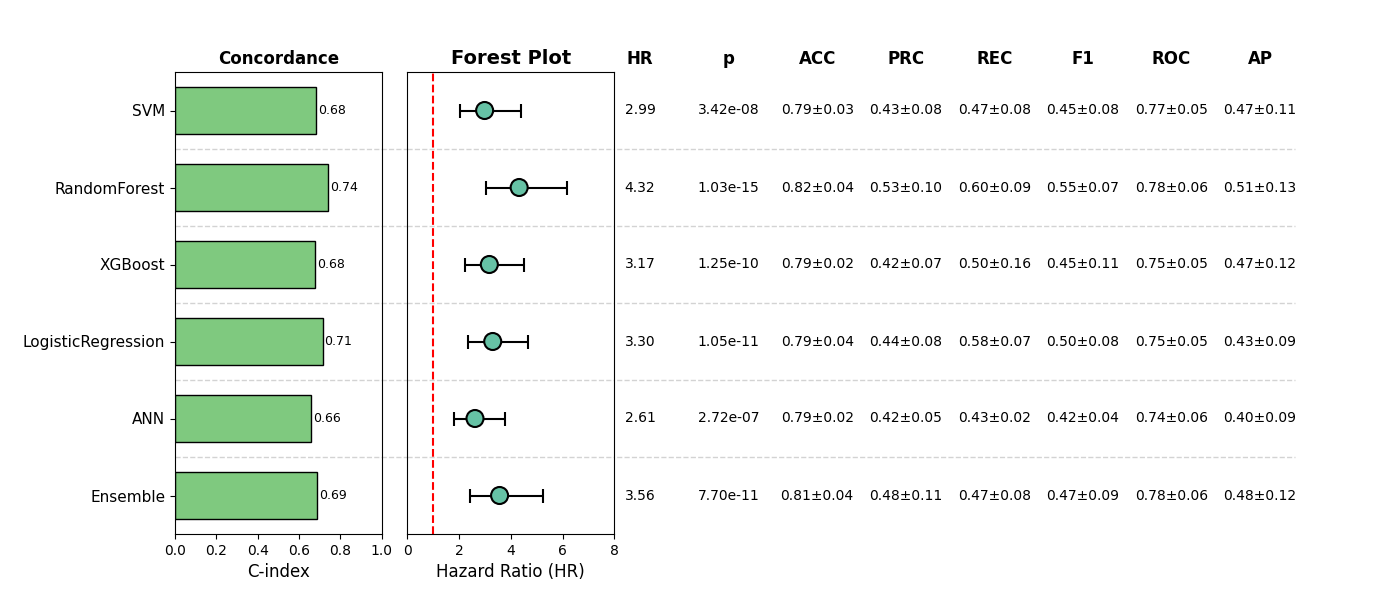 Concordance Forest Plot HR p ACC PRC REC F1 ROC AP
SVM 0.68 2.99 3.42e-08 0.79±0.03 0.43±0.08 0.47±0.08 0.45±0.08 0.77±0.05 0.47±0.11
RandomForest 0.74 4.32 1.03e-15 0.82±0.04 0.53±0.10 0.60±0.09 0.55±0.07 0.78±0.06 0.51±0.13
XGBoost 0.68 3.17 1.25e-10 0.79±0.02 0.42±0.07 0.50±0.16 0.45±0.11 0.75±0.05 0.47±0.12
LogisticRegression 0.71 3.30 1.05e-11 0.79±0.04 0.44±0.08 0.58±0.07 0.50±0.08 0.75±0.05 0.43±0.09
ANN 0.66 2.61 2.72e-07 0.79±0.02 0.42±0.05 0.43±0.02 0.42±0.04 0.74±0.06 0.40±0.09
Ensemble 0.69 3.56 7.70e-11 0.81±0.04 0.48±0.11 0.47±0.08 0.47±0.09 0.78±0.06 0.48±0.12
0.0 0.2 0.4 0.6 0.8 1.0 0 2 4 6 8
C-index Hazard Ratio (HR)